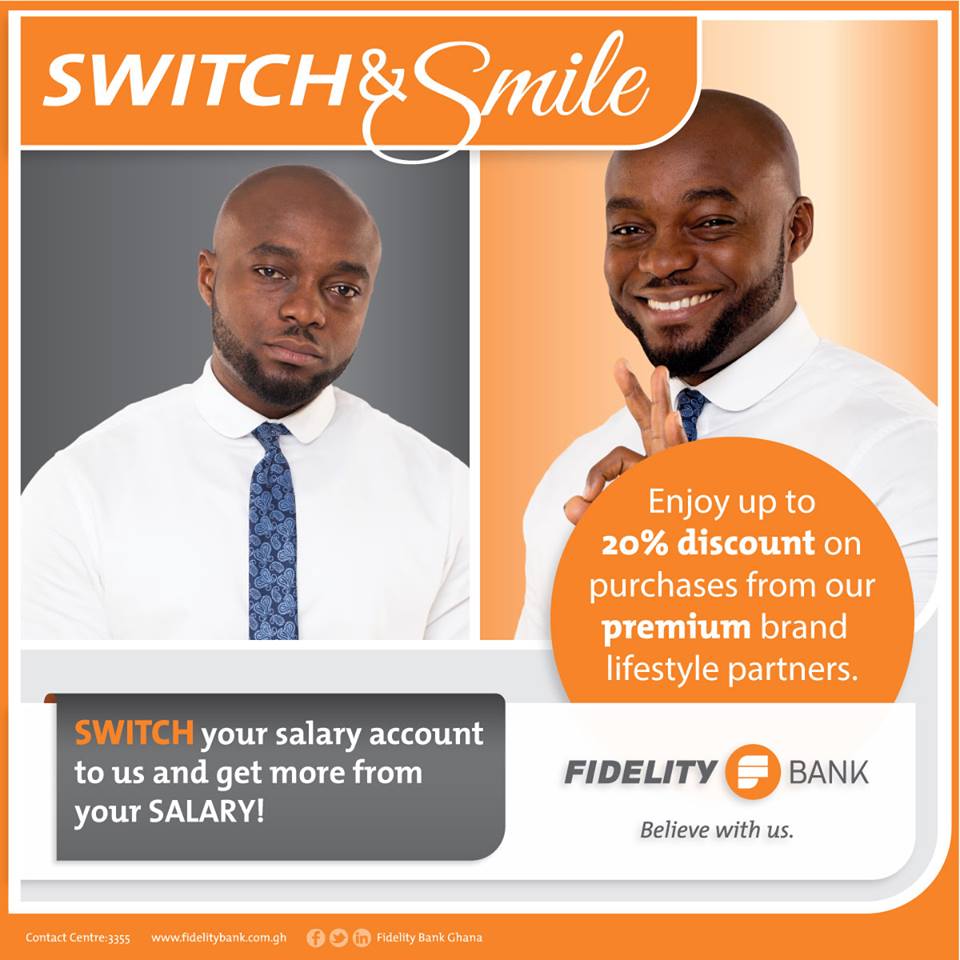 SWITCH & Smile
Enjoy up to
20% discount on
purchases from our
premium brand
lifestyle partners.
SWITCH your salary account
to us and get more from
your SALARY!
FIDELITY BANK
Believe with us.
Contact Centre:3355 www.fidelitybank.com.gh Fidelity Bank Ghana